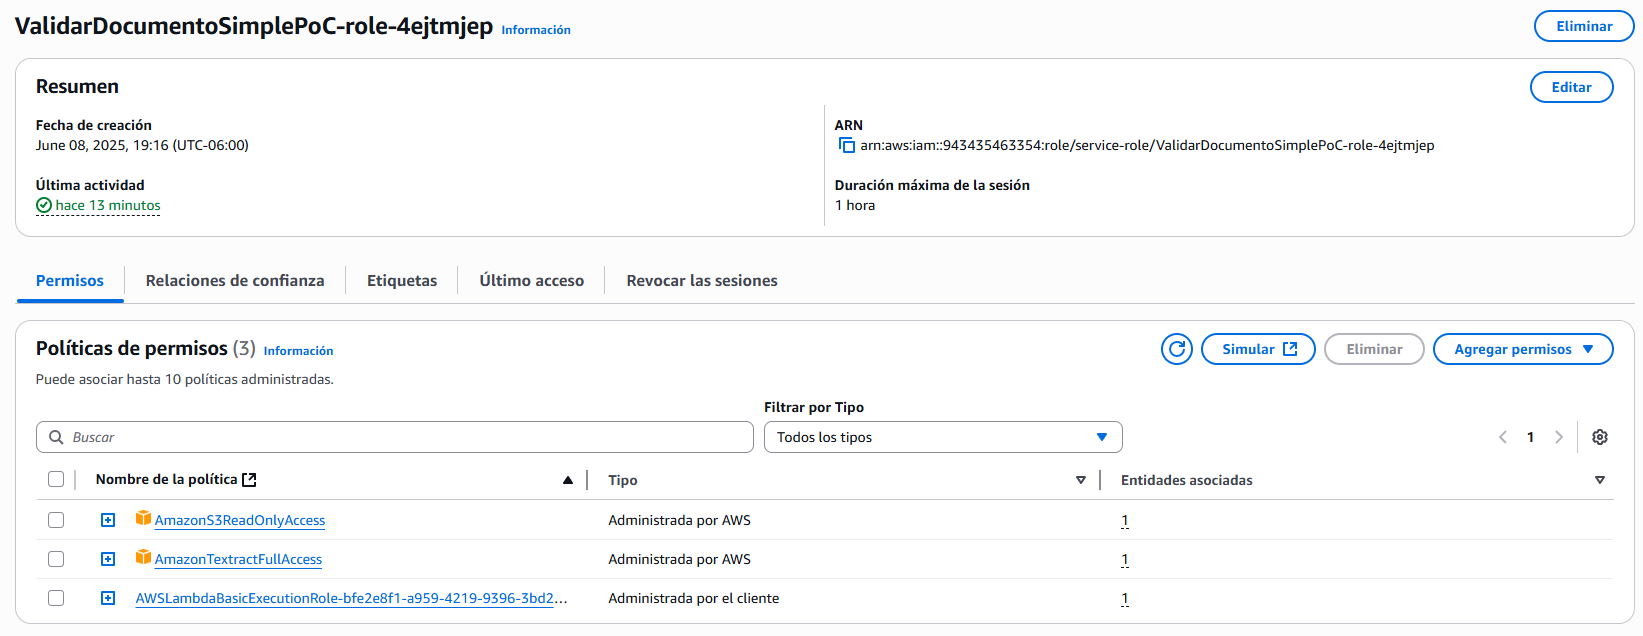 ValidarDocumentoSimplePoC-role-4ejtmjep Información
Eliminar
Resumen
Editar
Fecha de creación
June 08, 2025, 19:16 (UTC-06:00)
ARN
arn:aws:iam::943435463354:role/service-role/ValidarDocumentoSimplePoC-role-4ejtmjep
Última actividad
hace 13 minutos
Duración máxima de la sesión
1 hora
Permisos
Relaciones de confianza
Etiquetas
Último acceso
Revocar las sesiones
Políticas de permisos (3) Información
Simular
Eliminar
Agregar permisos
Puede asociar hasta 10 políticas administradas.
Filtrar por Tipo
Buscar
Todos los tipos
1
Nombre de la política
Tipo
Entidades asociadas
AmazonS3ReadOnlyAccess
Administrada por AWS
1
AmazonTextractFullAccess
Administrada por AWS
1
AWSLambdaBasicExecutionRole-bfe2e8f1-a959-4219-9396-3bd2...
Administrada por el cliente
1